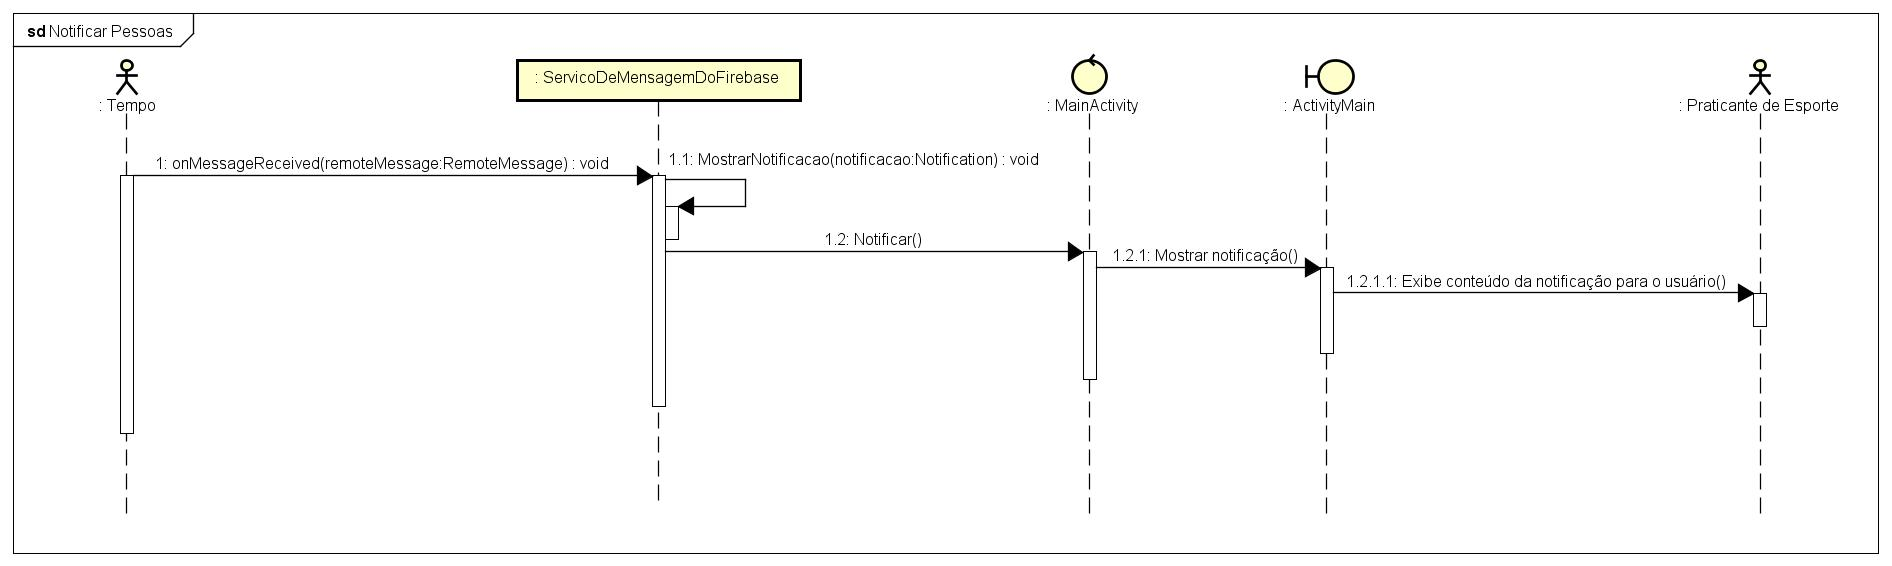 sd Notificar Pessoas
: Tempo
: ServicoDeMensagemDoFirebase
: MainActivity
: ActivityMain
: Praticante de Esporte
1: onMessageReceived(remoteMessage:RemoteMessage) : void
1.1: MostrarNotificacao(notificacao:Notification) : void
1.2: Notificar()
1.2.1: Mostrar notificação()
1.2.1.1: Exibe conteúdo da notificação para o usuário()